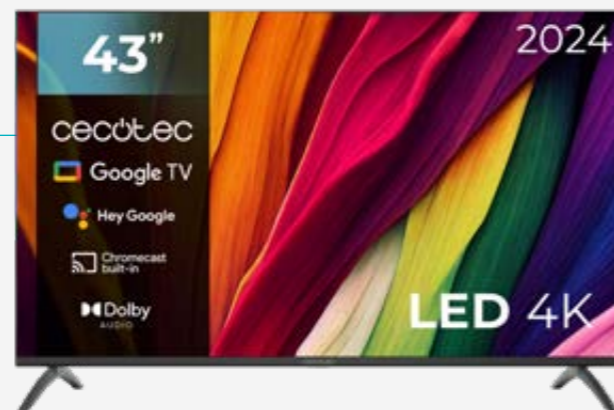 43”
2024
cecotec
Google TV
Hey Google
Chromecast
built-in
Dolby
AUDIO
LED 4K